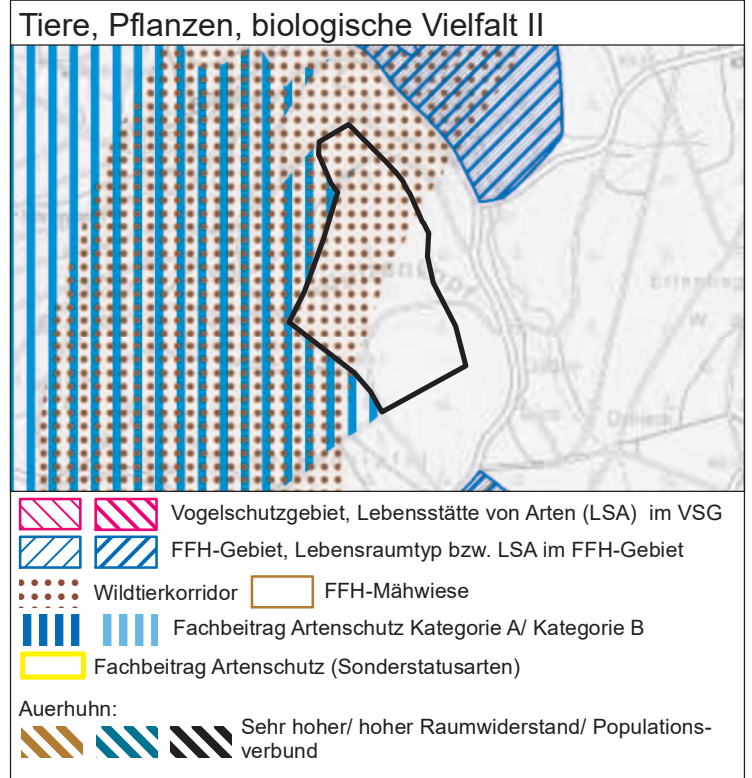 Tiere, Pflanzen, biologische Vielfalt II
Vogelschutzgebiet, Lebensstätte von Arten (LSA) im VSG
FFH-Gebiet, Lebensraumtyp bzw. LSA im FFH-Gebiet
Wildtierkorridor
FFH-Mähwiese
Fachbeitrag Artenschutz Kategorie A/ Kategorie B
Fachbeitrag Artenschutz (Sonderstatusarten)
Auerhuhn:
Sehr hoher/ hoher Raumwiderstand/ Populations-
verbund